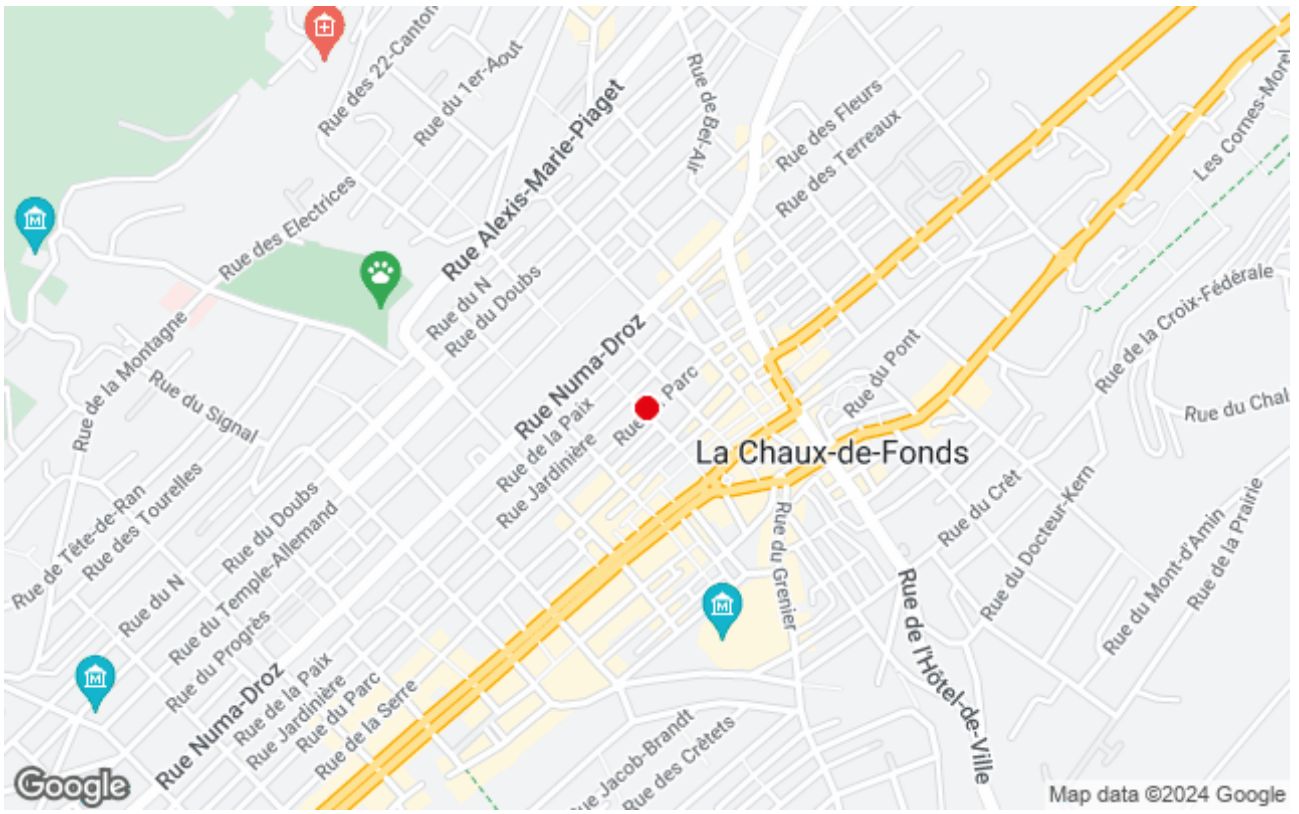 Rue des 22-Canton
Rue du 1er-Aout
Rue de Bel-Air
Rue des Fleurs
Rue des Terreaux
Les Cornes-Morel
Rue Alexis-Marie-Piaget
Rue des Electrices
Rue du N
Rue du Doubs
Rue de la Croix-Fédérale
Rue de la Montagne
Rue Numa-Droz
Rue du Pont
Rue du Signal
Rue Parc
Rue du Chal
Rue de la Paix
Rue Jardinière
La Chaux-de-Fonds
Rue du Crêt
Rue du Docteur-Kern
Rue de Tête-de-Ran
Rue des Tourelles
Rue du Doubs
Rue du Temple-Allemand
Rue du Grenier
Rue du Mont-d'Amin
Rue de la Prairie
Rue du N
Rue du Progrès
Rue de l'Hôtel-de-Ville
M
M
M
Rue Numa-Droz
Rue de la Paix
Rue Jardinière
Rue du Parc
Rue de la Serre
ue Jacob-Brandt
Rue des Crêtets
Google
Map data ©2024 Google